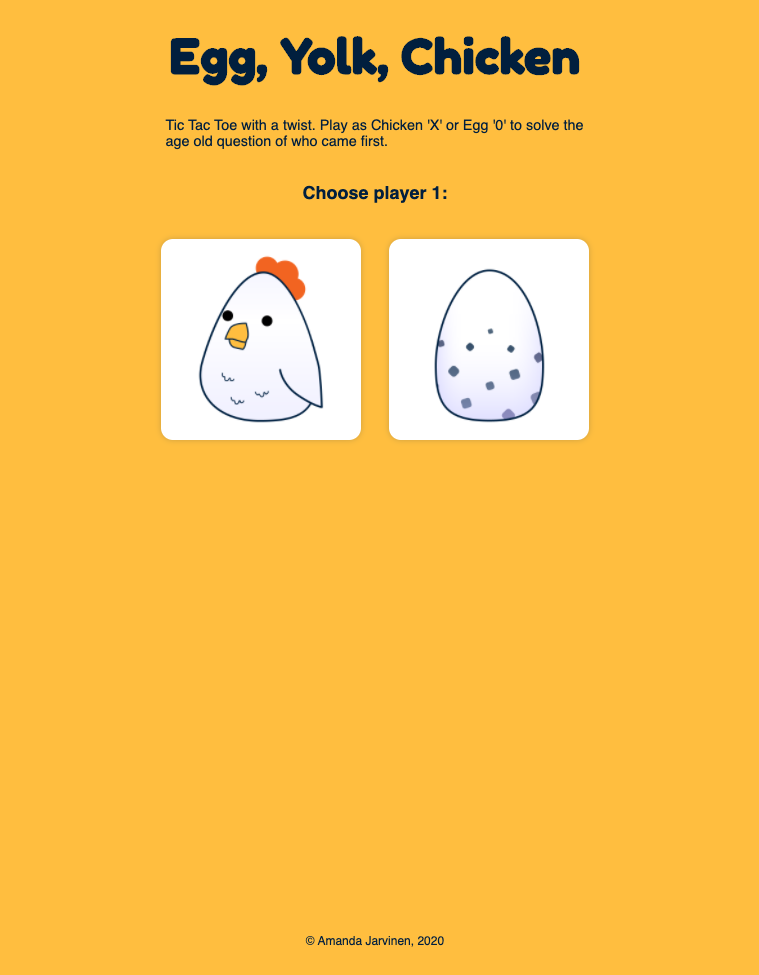 Egg, Yolk, Chicken
Tic Tac Toe with a twist. Play as Chicken 'X' or Egg '0' to solve the
age old question of who came first.
Choose player 1:
© Amanda Jarvinen, 2020